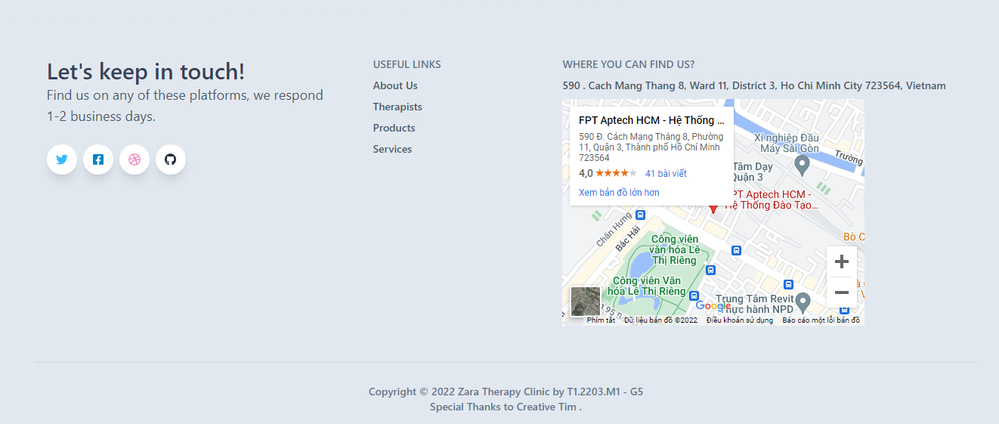 Let's keep in touch!
Find us on any of these platforms, we respond
1-2 business days.
USEFUL LINKS
About Us
Therapists
Products
Services
WHERE YOU CAN FIND US?
590 . Cach Mang Thang 8, Ward 11, District 3, Ho Chi Minh City 723564, Vietnam
FPT Aptech HCM - Hệ Thống ...
590 Đ. Cách Mạng Tháng 8, Phường
11, Quận 3, Thành phố Hồ Chí Minh
723564
4,0 41 bài viết
Xem bản đồ lớn hơn
Xí nghiệp Đầu
Máy Sài Gòn
Trường
Tâm Dạy
Quận 3
PT Aptech HCM -
Hệ Thống Đào Tạo...
Chấn Hưng
Bắc Hải
Bò C
Công viên
văn hóa Lê
Thị Riêng
Công viên Văn
hóa Lê Thị Riêng
Trung Tâm Revit
Thực hành NPD
Google
Phím tắt Dữ liệu bản đồ ©2022 Điều khoản sử dụng Báo cáo một lỗi bản đồ
Copyright © 2022 Zara Therapy Clinic by T1.2203.M1 - G5
Special Thanks to Creative Tim .